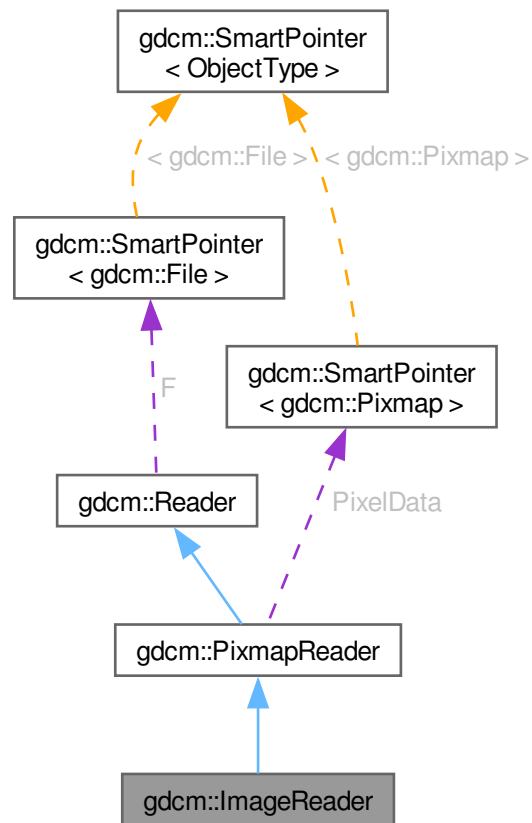 gdcm::SmartPointer
< ObjectType >
< gdcm::File >
< gdcm::Pixmap >
gdcm::SmartPointer
< gdcm::File >
gdcm::SmartPointer
< gdcm::Pixmap >
F
gdcm::Reader
PixelData
gdcm::PixmapReader
gdcm::ImageReader